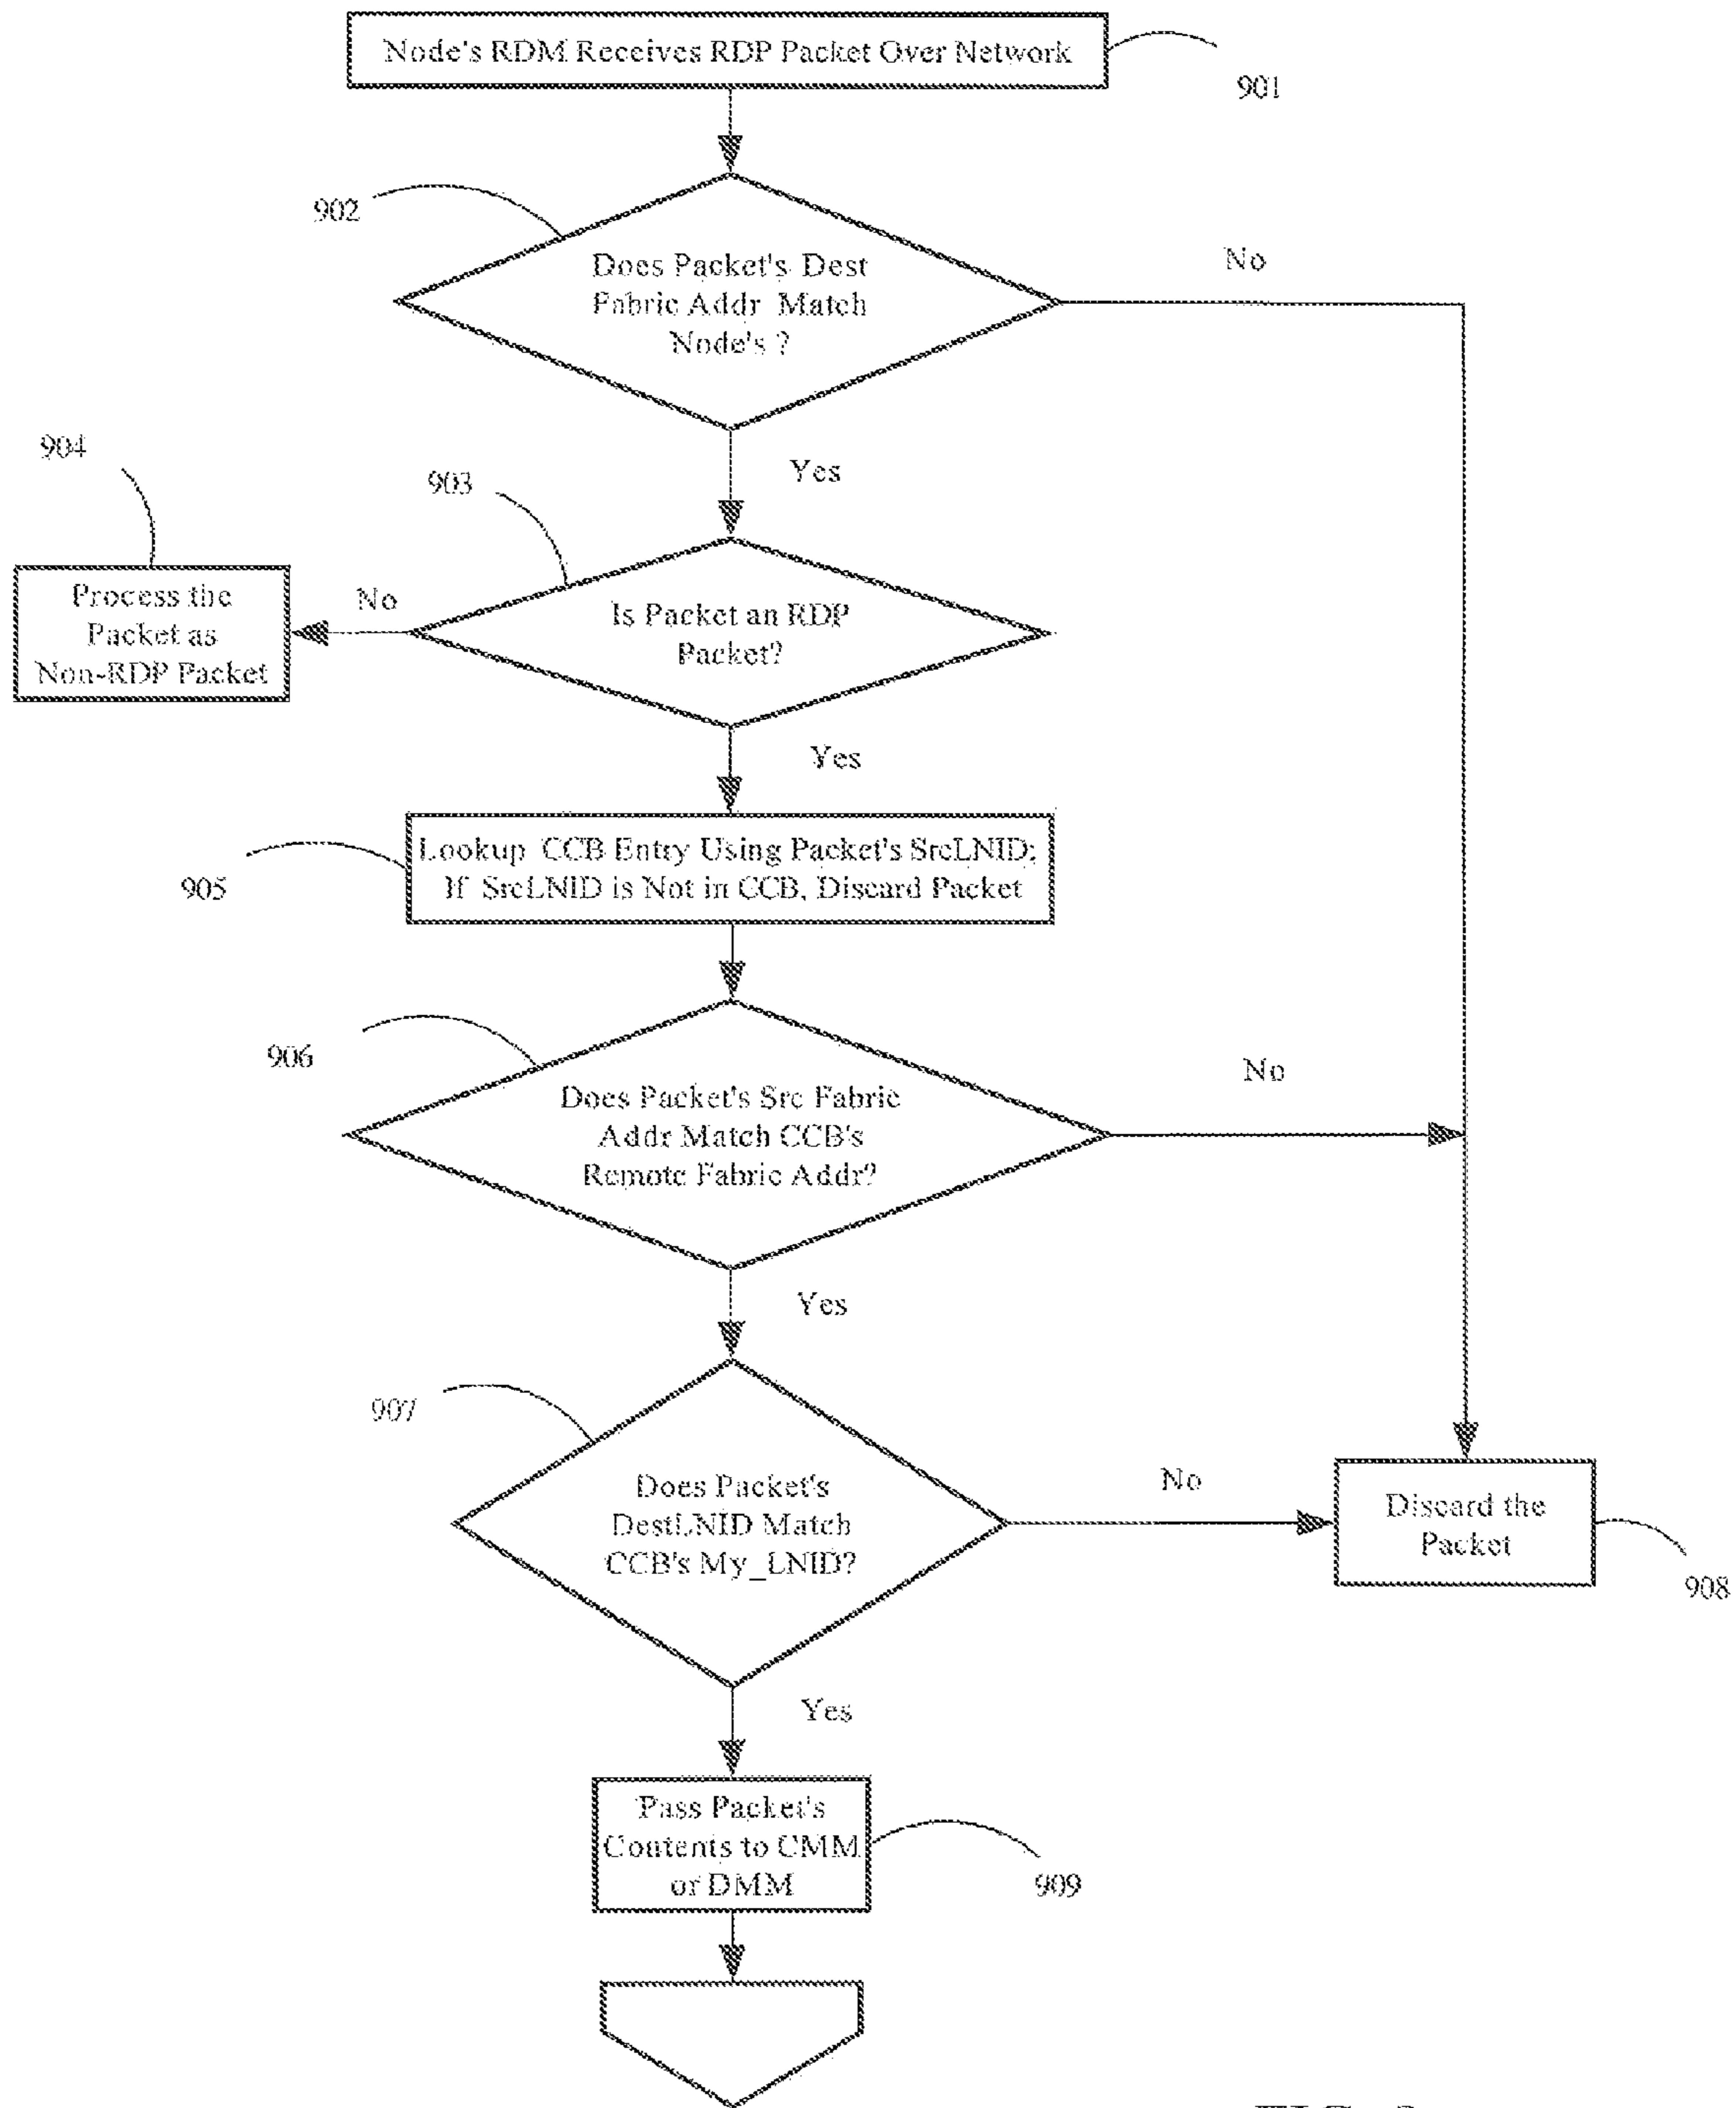 Node's RDM Receives RDP Packet Over Network
901
902
Does Packet's Dest
Fabric Addr Match
Node's ?
No
Yes
904
903
Process the
Packet as
Non-RDP Packet
No
Is Packet an RDP
Packet?
Yes
905
Lookup CCB Entry Using Packet's SrcLNID;
If SrcLNID is Not in CCB, Discard Packet
906
Does Packet's Src Fabric
Addr Match CCB's
Remote Fabric Addr?
No
Yes
907
Does Packet's
DestLNID Match
CCB's My_LNID?
No
Discard the
Packet
908
Yes
Pass Packet's
Contents to CMM
or DMM
909